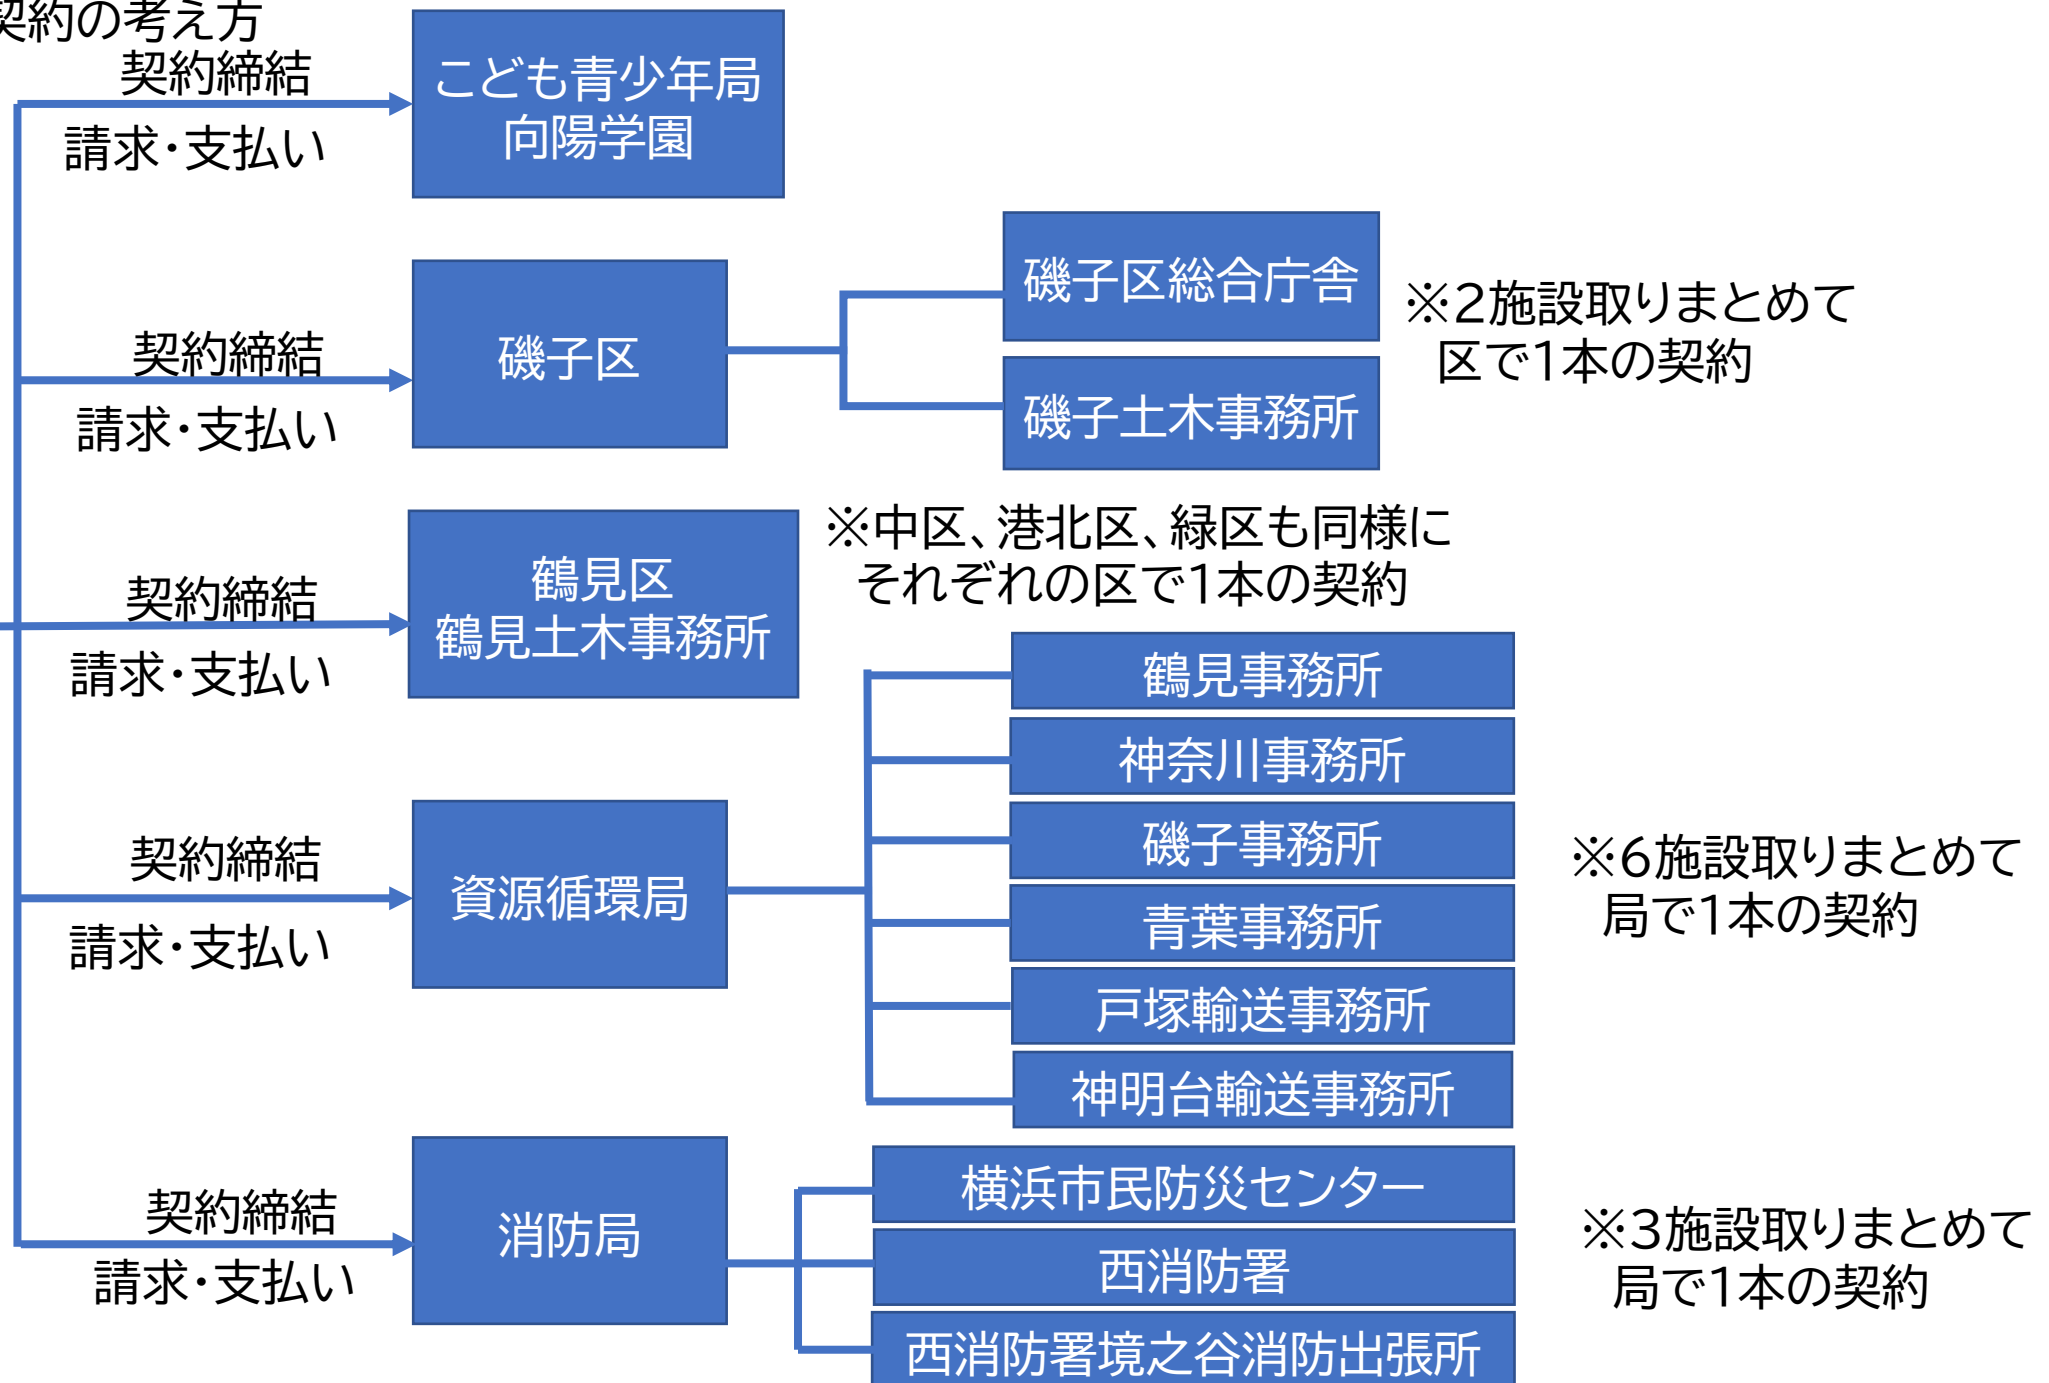 契約の考え方
契約締結
請求・支払い
こども青少年局
向陽学園
契約締結
請求・支払い
磯子区
磯子区総合庁舎
磯子土木事務所
※2施設取りまとめて
区で1本の契約
契約締結
請求・支払い
鶴見区
鶴見土木事務所
※中区、港北区、緑区も同様に
それぞれの区で1本の契約
契約締結
請求・支払い
資源循環局
鶴見事務所
神奈川事務所
磯子事務所
青葉事務所
戸塚輸送事務所
神明台輸送事務所
※6施設取りまとめて
局で1本の契約
契約締結
請求・支払い
消防局
横浜市民防災センター
西消防署
西消防署境之谷消防出張所
※3施設取りまとめて
局で1本の契約